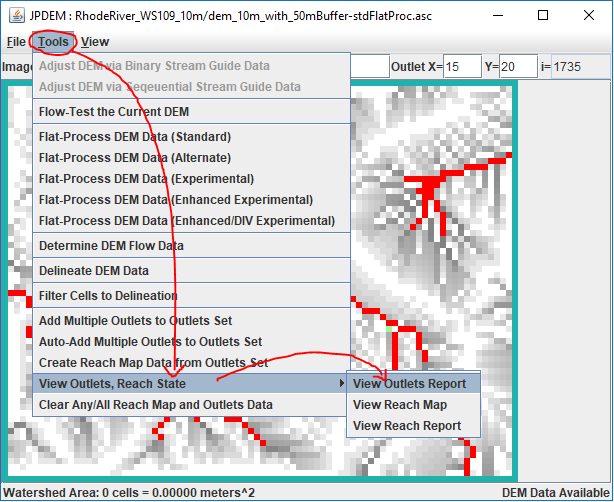 JPDEM : RhodeRiver_WS109_10m/dem_10m_with_50mBuffer-stdFlatProc.asc
File Tools View
Image Outlet X= 15 Y= 20 i= 1735
Adjust DEM via Binary Stream Guide Data
Adjust DEM via Seqeuential Stream Guide Data
Flow-Test the Current DEM
Flat-Process DEM Data (Standard)
Flat-Process DEM Data (Alternate)
Flat-Process DEM Data (Experimental)
Flat-Process DEM Data (Enhanced Experimental)
Flat-Process DEM Data (Enhanced/DIV Experimental)
Determine DEM Flow Data
Delineate DEM Data
Filter Cells to Delineation
Add Multiple Outlets to Outlets Set
Auto-Add Multiple Outlets to Outlets Set
Create Reach Map Data from Outlets Set
View Outlets, Reach State
Clear Any/All Reach Map and Outlets Data
View Outlets Report
View Reach Map
View Reach Report
Watershed Area: 0 cells = 0.00000 meters^2 DEM Data Available